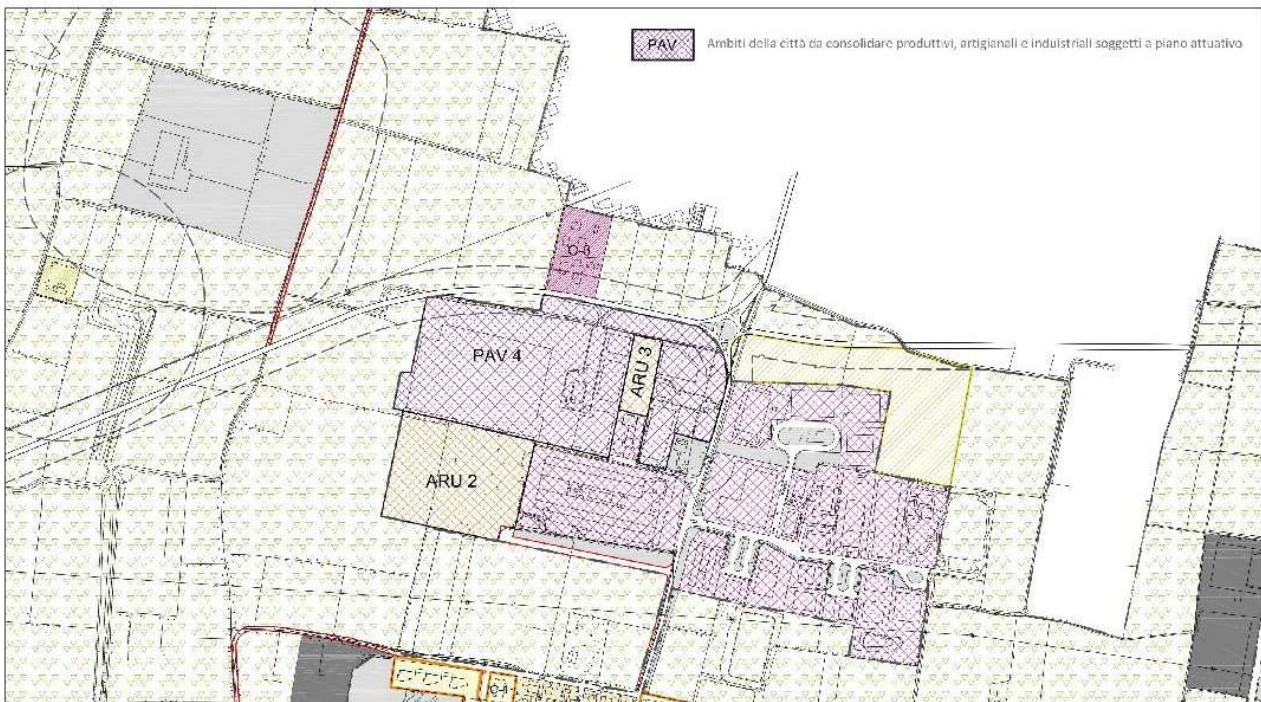 PAV Ambiti della città da consolidare produttivi, artigianali e industriali soggetti a piano attuativo
PAV 4
ARU 3
ARU 2